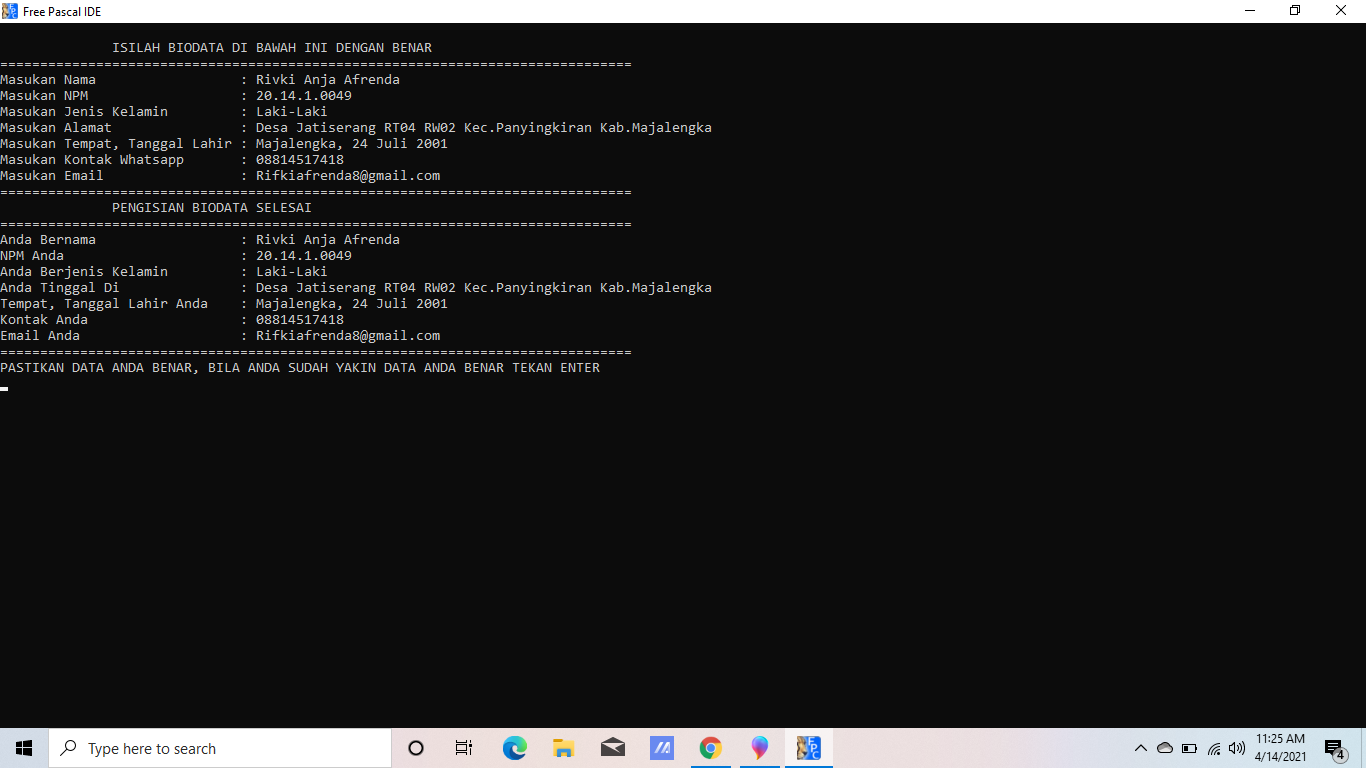 Free Pascal IDE
ISILAH BIODATA DI BAWAH INI DENGAN BENAR
===============================================================================
Masukan Nama                  : Rivki Anja Afrenda
Masukan NPM                   : 20.14.1.0049
Masukan Jenis Kelamin         : Laki-Laki
Masukan Alamat                : Desa Jatiserang RT04 RW02 Kec.Panyingkiran Kab.Majalengka
Masukan Tempat, Tanggal Lahir : Majalengka, 24 Juli 2001
Masukan Kontak Whatsapp       : 08814517418
Masukan Email                 : Rifkiafrenda8@gmail.com
===============================================================================
PENGISIAN BIODATA SELESAI
===============================================================================
Anda Bernama                  : Rivki Anja Afrenda
NPM Anda                      : 20.14.1.0049
Anda Berjenis Kelamin         : Laki-Laki
Anda Tinggal Di               : Desa Jatiserang RT04 RW02 Kec.Panyingkiran Kab.Majalengka
Tempat, Tanggal Lahir Anda    : Majalengka, 24 Juli 2001
Kontak Anda                   : 08814517418
Email Anda                    : Rifkiafrenda8@gmail.com
===============================================================================
PASTIKAN DATA ANDA BENAR, BILA ANDA SUDAH YAKIN DATA ANDA BENAR TEKAN ENTER
Type here to search
11:25 AM
4/14/2021
4